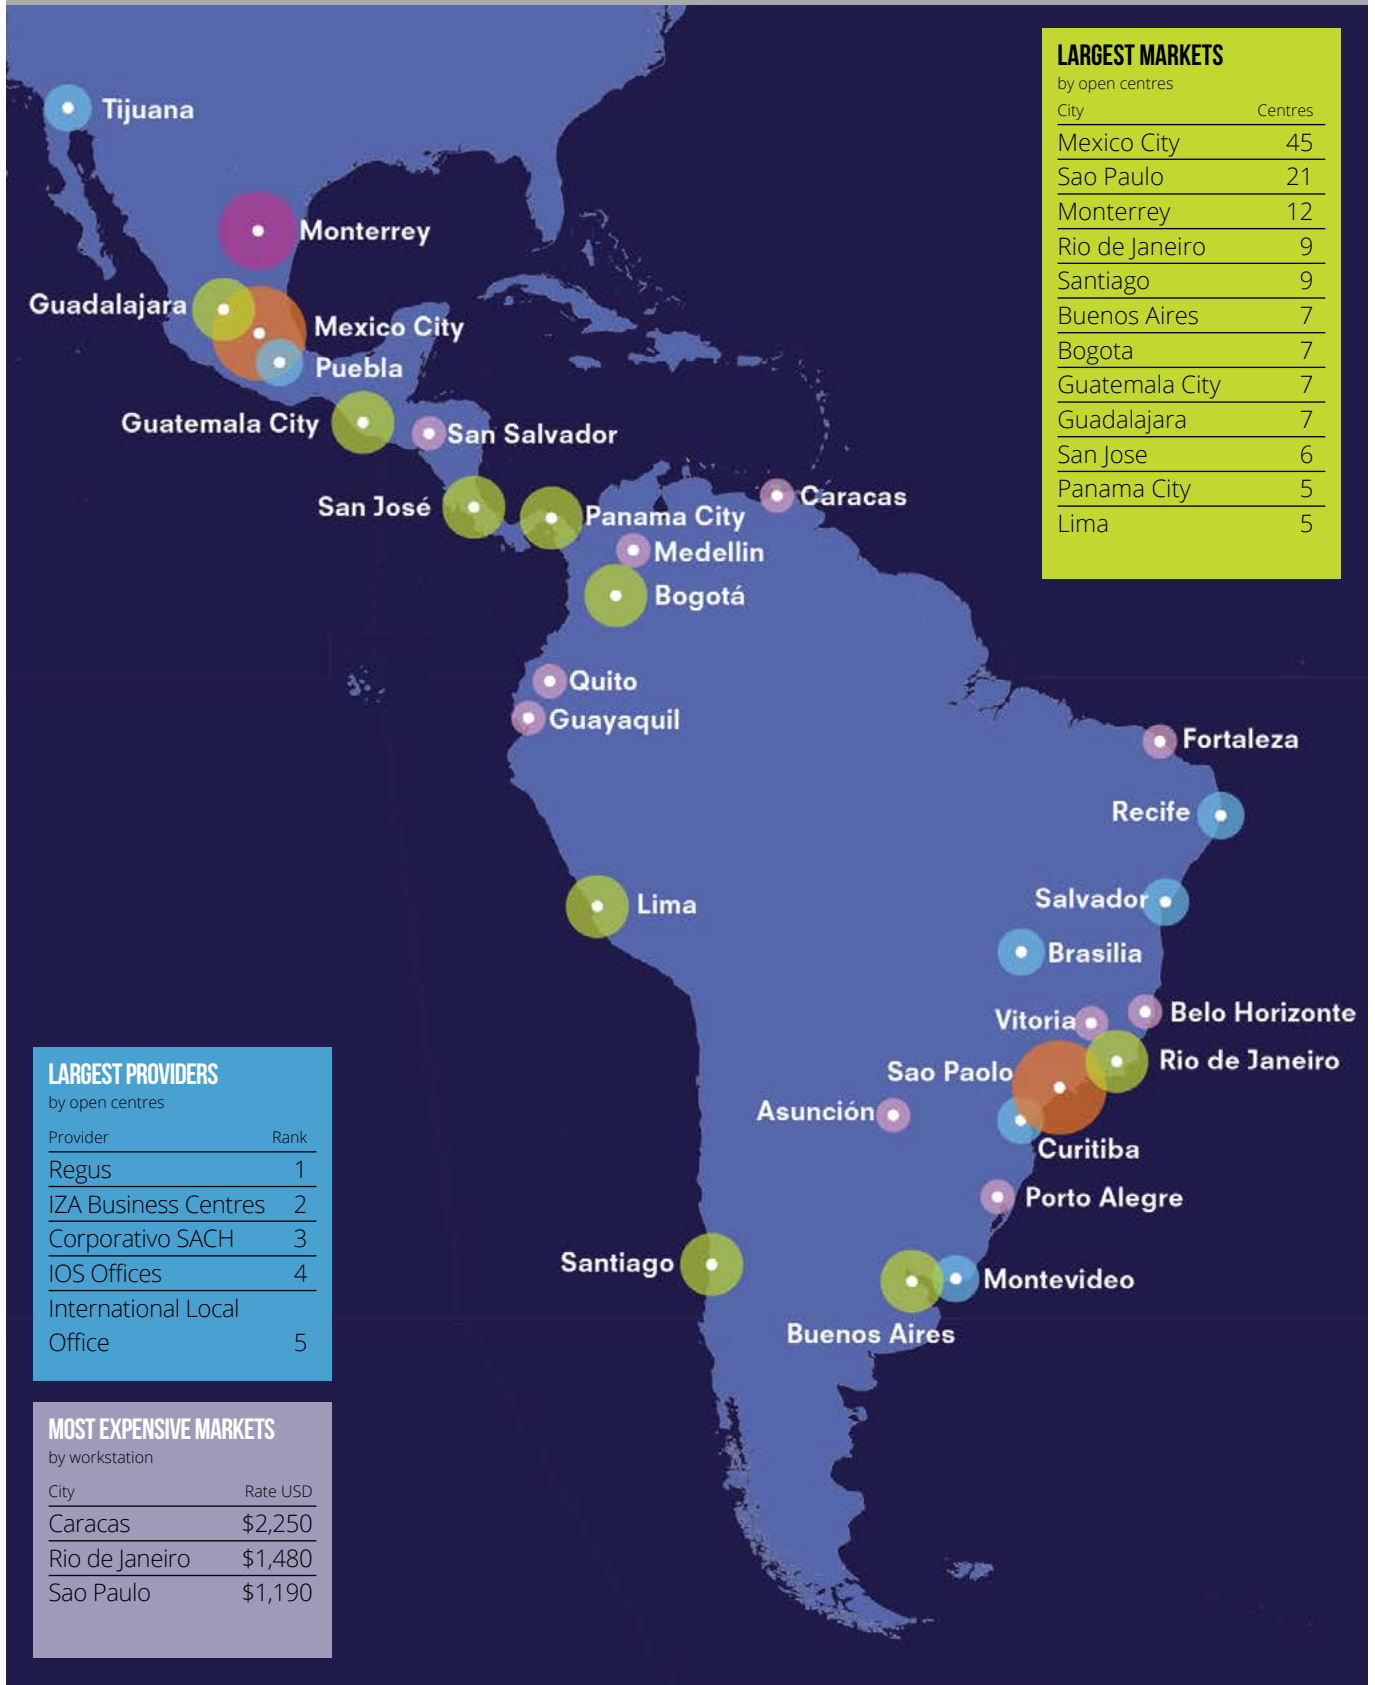 LARGEST MARKETS
by open centres
City Centres
Mexico City 45
Sao Paulo 21
Monterrey 12
Rio de Janeiro 9
Santiago 9
Buenos Aires 7
Bogota 7
Guatemala City 7
Guadalajara 7
San Jose 6
Panama City 5
Lima 5
Tijuana
Monterrey
Guadalajara
Mexico City
Puebla
Guatemala City
San Salvador
San José
Caracas
Panama City
Medellin
Bogotá
Quito
Guayaquil
Fortaleza
Recife
Salvador
Lima
Brasilia
Vitoria
Belo Horizonte
Rio de Janeiro
Sao Paolo
Asunción
Curitiba
Porto Alegre
Santiago
Montevideo
Buenos Aires
LARGEST PROVIDERS
by open centres
Provider Rank
Regus 1
IZA Business Centres 2
Corporativo SACH 3
IOS Offices 4
International Local
Office 5
MOST EXPENSIVE MARKETS
by workstation
City Rate USD
Caracas $2,250
Rio de Janeiro $1,480
Sao Paulo $1,190